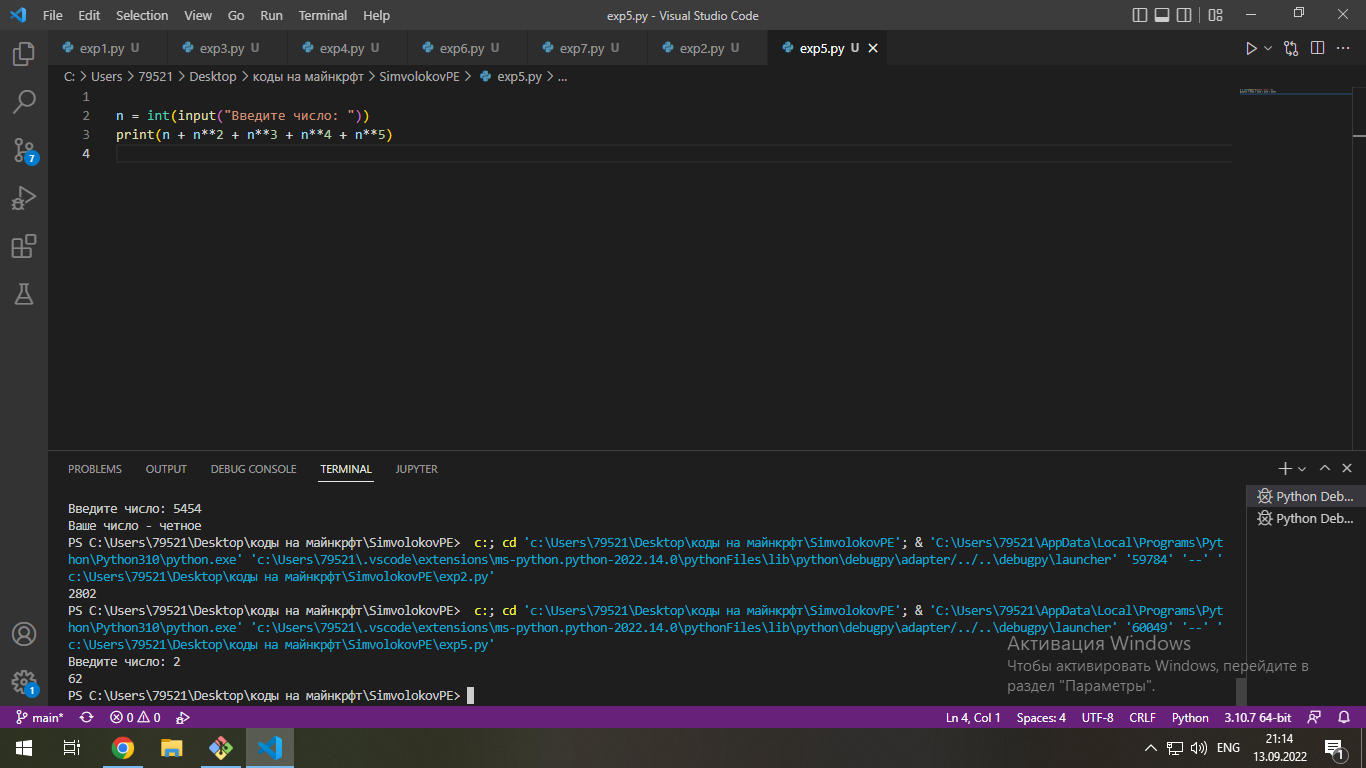 File Edit Selection View Go Run Terminal Help exp5.py - Visual Studio Code
exp1.py U exp3.py U exp4.py U exp6.py U exp7.py U exp2.py U exp5.py U
C: > Users > 79521 > Desktop > коды на майнкрфт > SimvolokovPE > exp5.py > ...
1
2 n = int(input("Введите число: "))
3 print(n + n**2 + n**3 + n**4 + n**5)
4
7
PROBLEMS OUTPUT DEBUG CONSOLE TERMINAL JUPYTER
Python Deb...
Python Deb...
Введите число: 5454
Ваше число - четное
PS C:\Users\79521\Desktop\коды на майнкрфт\SimvolokovPE> c:; cd 'c:\Users\79521\Desktop\коды на майнкрфт\SimvolokovPE'; & 'C:\Users\79521\AppData\Local\Programs\Pyt
hon\Python310\python.exe' 'c:\Users\79521\.vscode\extensions\ms-python.python-2022.14.0\pythonFiles\lib\python\debugpy\adapter/../..\debugpy\launcher' '59784' '--' '
c:\Users\79521\Desktop\коды на майнкрфт\SimvolokovPE\exp2.py'
2802
PS C:\Users\79521\Desktop\коды на майнкрфт\SimvolokovPE> c:; cd 'c:\Users\79521\Desktop\коды на майнкрфт\SimvolokovPE'; & 'C:\Users\79521\AppData\Local\Programs\Pyt
hon\Python310\python.exe' 'c:\Users\79521\.vscode\extensions\ms-python.python-2022.14.0\pythonFiles\lib\python\debugpy\adapter/../..\debugpy\launcher' '60049' '--' '
c:\Users\79521\Desktop\коды на майнкрфт\SimvolokovPE\exp5.py'
Введите число: 2
62
PS C:\Users\79521\Desktop\коды на майнкрфт\SimvolokovPE>
Активация Windows
Чтобы активировать Windows, перейдите в
раздел "Параметры".
1
main* 0 0 Ln 4, Col 1 Spaces: 4 UTF-8 CRLF Python 3.10.7 64-bit
ENG 21:14
13.09.2022
1